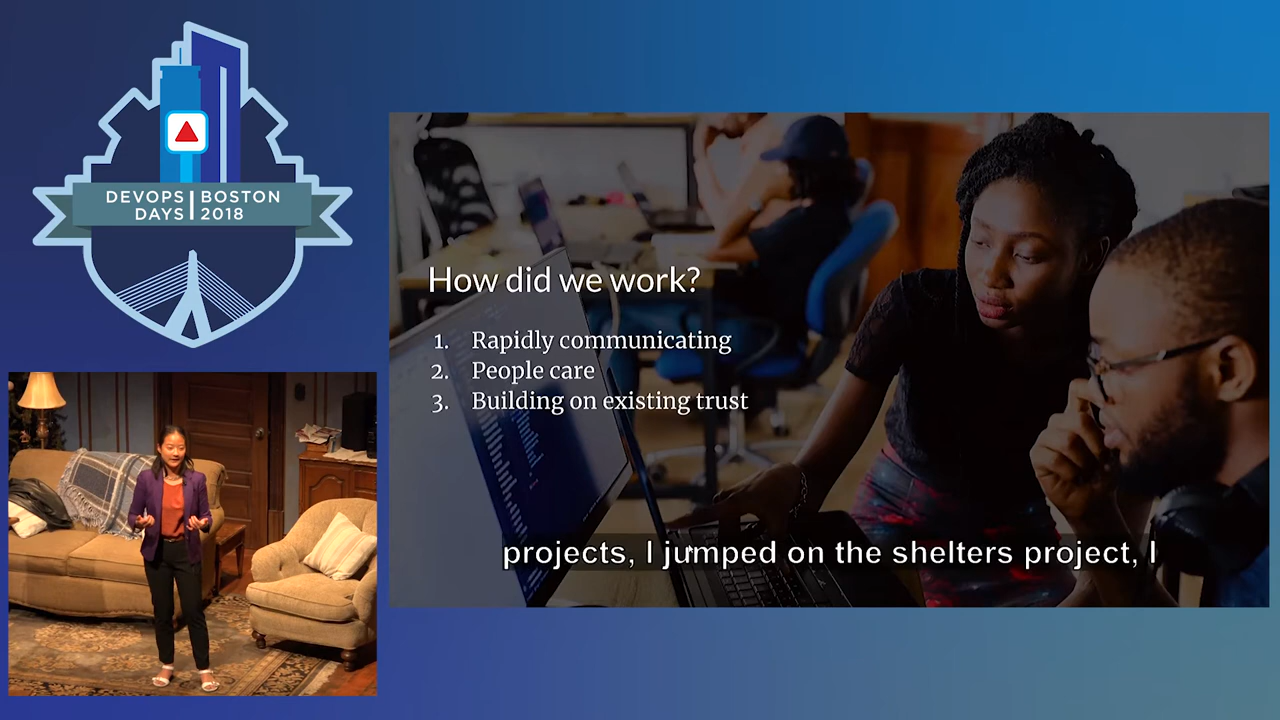 DEVOPS BOSTON
DAYS 2018
How did we work?
1. Rapidly communicating
2. People care
3. Building on existing trust
projects, I jumped on the shelters project, I